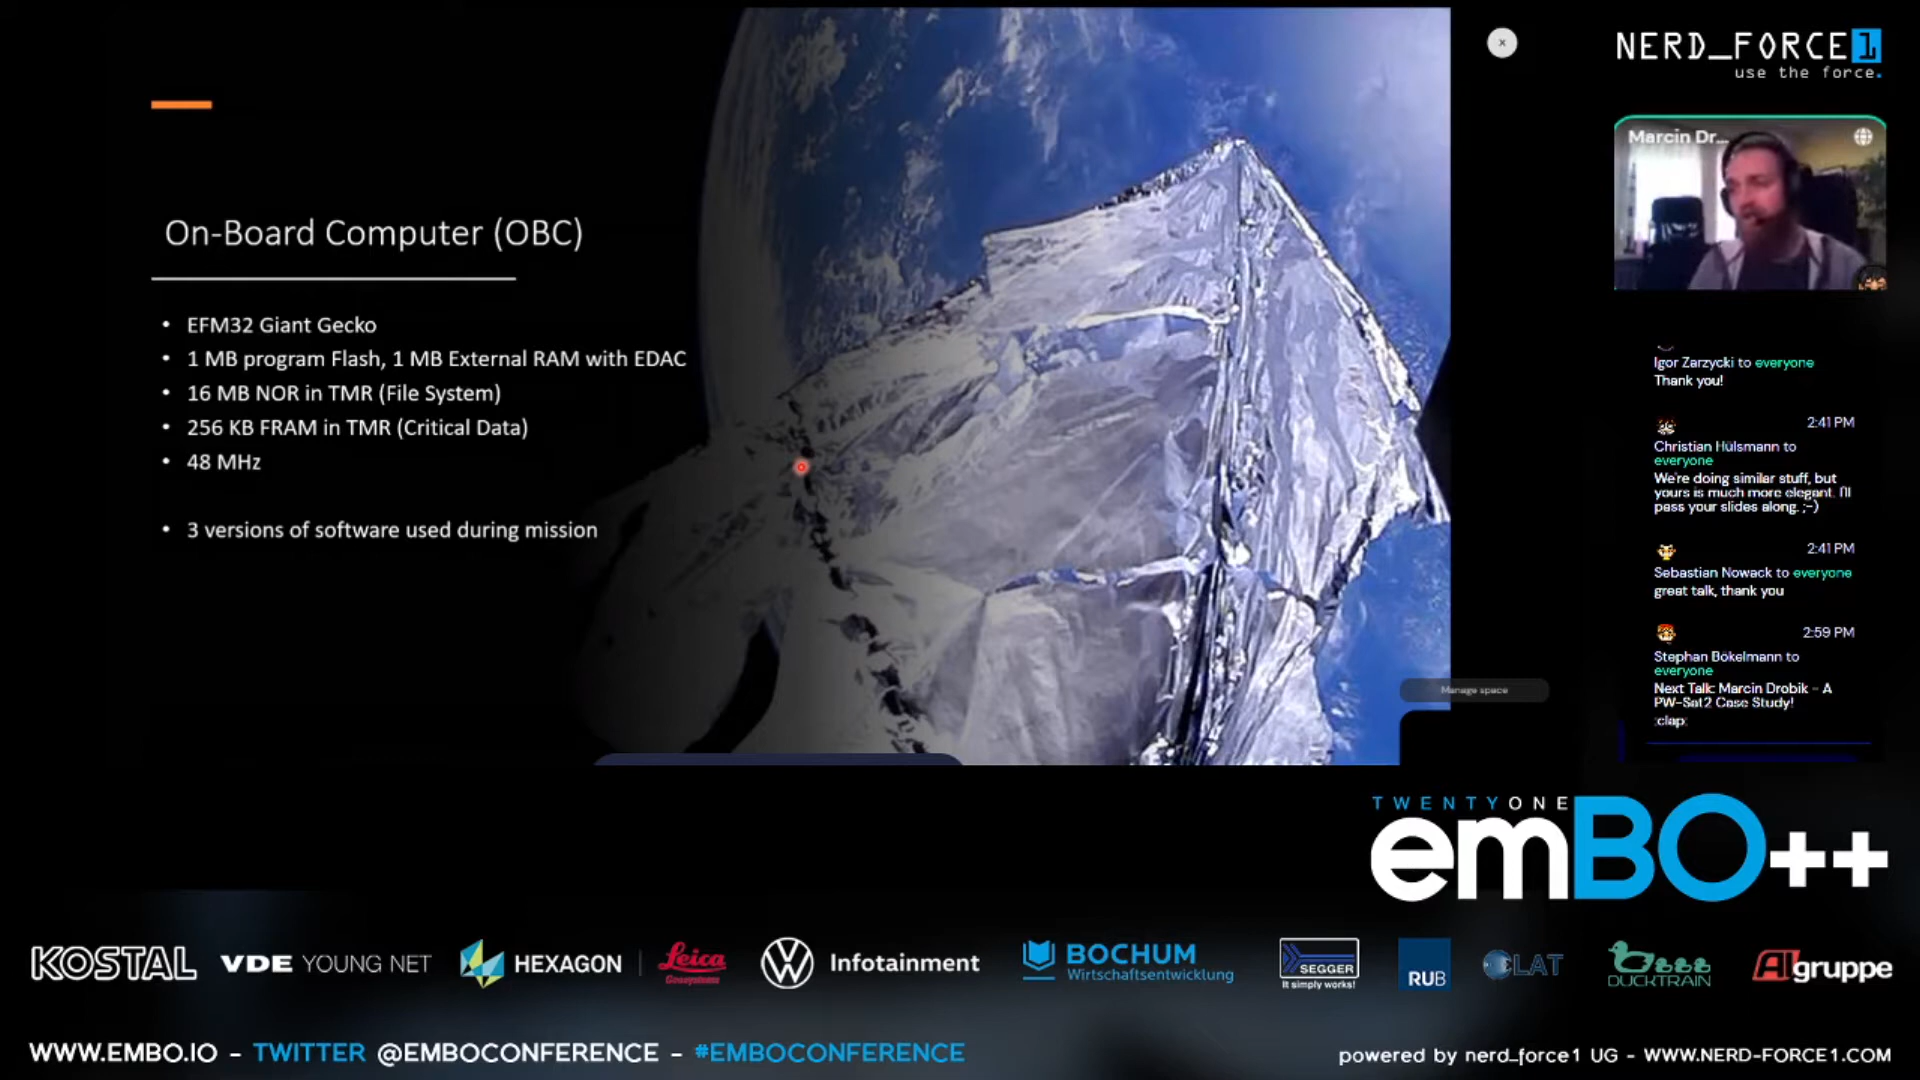 On-Board Computer (OBC)
• EFM32 Giant Gecko
• 1 MB program Flash, 1 MB External RAM with EDAC
• 16 MB NOR in TMR (File System)
• 256 KB FRAM in TMR (Critical Data)
• 48 MHz
• 3 versions of software used during mission
x
Manage space
NERD_FORCE1
use the force.
Marcin Dr...
Igor Zarzycki to everyone
Thank you!
2:41 PM
Christian Hülsmann to
everyone
We're doing similar stuff, but
yours is much more elegant. I'll
pass your slides along. ;-)
2:41 PM
Sebastian Nowack to everyone
great talk, thank you
2:59 PM
Stephan Bökelmann to
everyone
Next Talk: Marcin Drobik - A
PW-Sat2 Case Study!
:clap:
TWENTYONE
emBO++
KOSTAL
VDE YOUNG NET
HEXAGON
Leica
Geosystems
Infotainment
BOCHUM
Wirtschaftsentwicklung
SEGGER
It simply works!
RUB
LAT
DUCKTRAIN
gruppe
WWW.EMBO.IO - TWITTER @EMBOCONFERENCE - #EMBOCONFERENCE
powered by nerd_force1 UG - WWW.NERD-FORCE1.COM